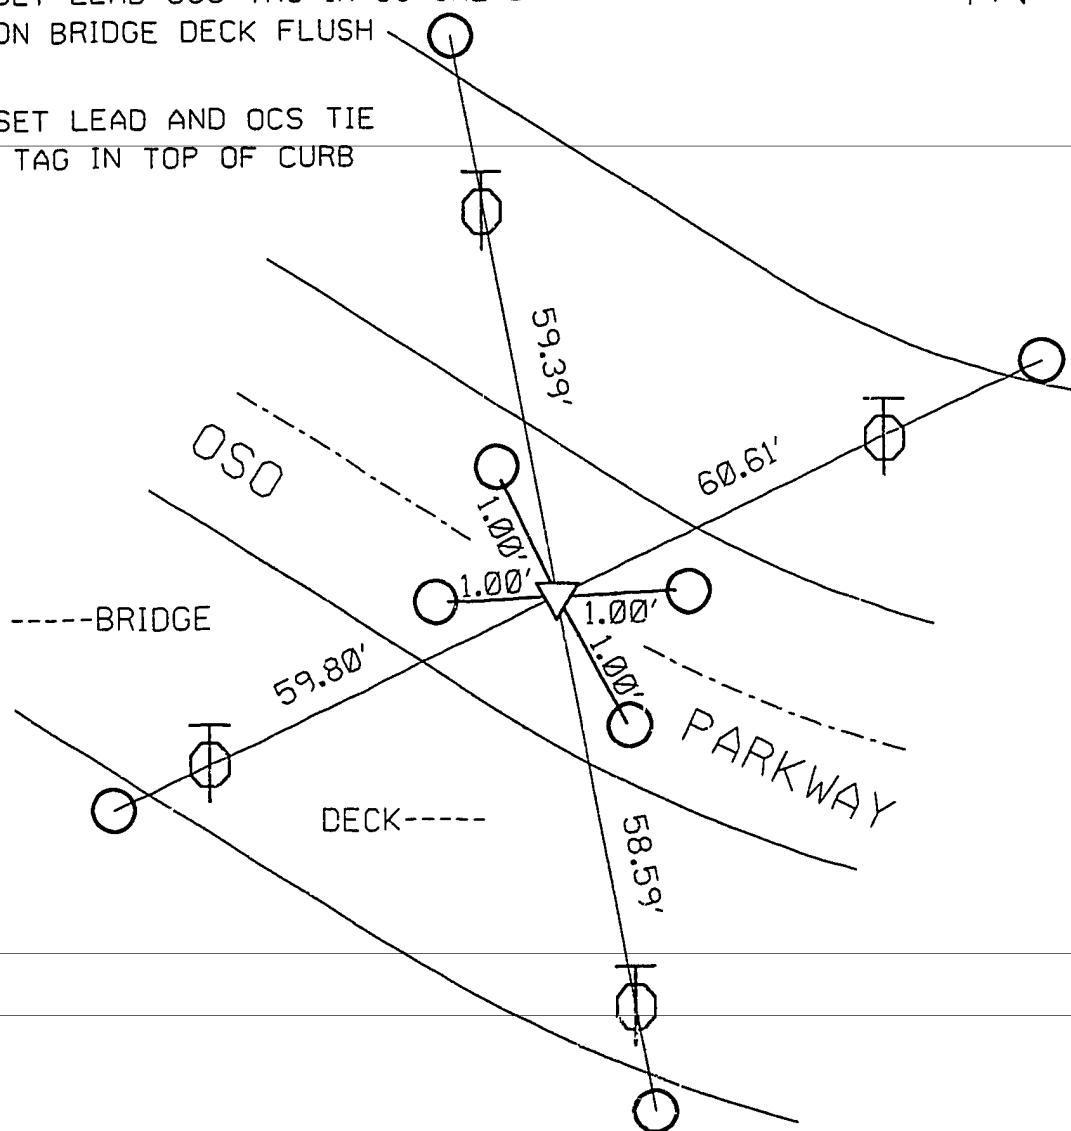 ON BRIDGE DECK FLUSH
SET LEAD AND OCS TIE
TAG IN TOP OF CURB
59.39'
60.61'
OSO
1.00'
1.00'
1.00'
1.00'
-----BRIDGE
59.80'
PARKWAY
DECK-----
58.59'